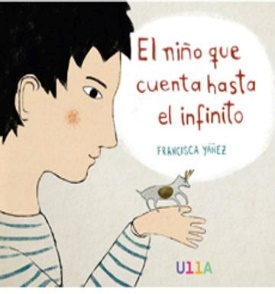 El niño que
cuenta hasta
el infinito
FRANCISCA YÁÑEZ
ULLA